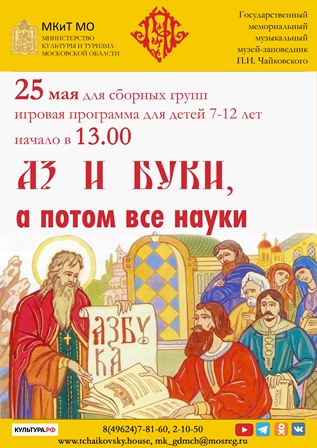 МКиТ МО
МИНИСТЕРСТВО
КУЛЬТУРЫ И ТУРИЗМА
МОСКОВСКОЙ ОБЛАСТИ
Государственный
мемориальный
музыкальный
музей-заповедник
П.И. Чайковского
25 мая для сборных групп
игровая программа для детей 7-12 лет
начало в 13.00
АЗ И БУКИ,
а потом все науки
АЗБУ
КА
КУЛЬТУРА.РФ
8(49624)7-81-60, 2-10-50
www.tchaikovsky.house, mk_gdmch@mosreg.ru